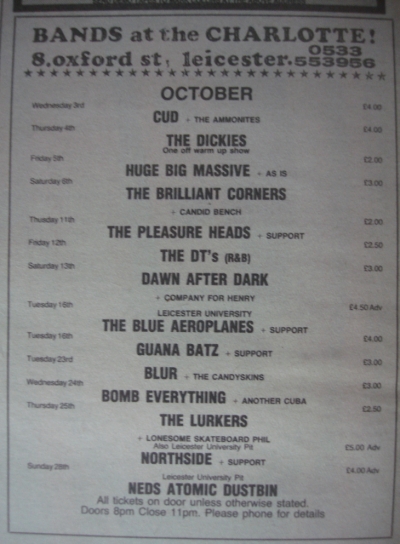 BANDS at the CHARLOTTE!
8.oxford st, leicester. 0533 553956
OCTOBER
Wednesday 3rd CUD + THE AMMONITES £4.00
Thursday 4th THE DICKIES £4.00
One off warm up show
Friday 5th HUGE BIG MASSIVE + AS IS £2.00
Saturday 6th THE BRILLIANT CORNERS £3.00
+ CANDID BENCH
Thusday 11th THE PLEASURE HEADS + SUPPORT £2.00
Friday 12th THE DT's (R&B) £2.50
Saturday 13th DAWN AFTER DARK £3.00
+ COMPANY FOR HENRY
Tuesday 16th LEICESTER UNIVERSITY £4.50 Adv
THE BLUE AEROPLANES + SUPPORT
Tuesday 16th GUANA BATZ + SUPPORT £4.00
Tuesday 23rd BLUR + THE CANDYSKINS £3.00
Wednesday 24th BOMB EVERYTHING + ANOTHER CUBA £3.00
Thursday 25th THE LURKERS £2.50
+ LONESOME SKATEBOARD PHIL
Also Leicester University Pit £5.00 Adv
NORTHSIDE + SUPPORT
Sunday 28th Leicester University Pit £4.00 Adv
NEDS ATOMIC DUSTBIN
All tickets on door unless otherwise stated.
Doors 8pm Close 11pm. Please phone for details